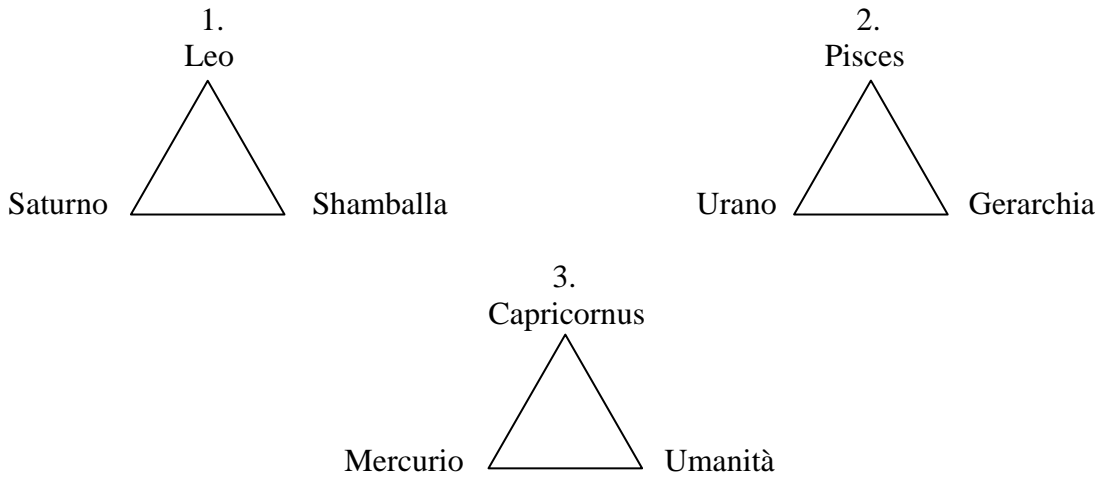 1.
Leo
Saturno Shamballa
2.
Pisces
Urano Gerarchia
3.
Capricornus
Mercurio Umanità